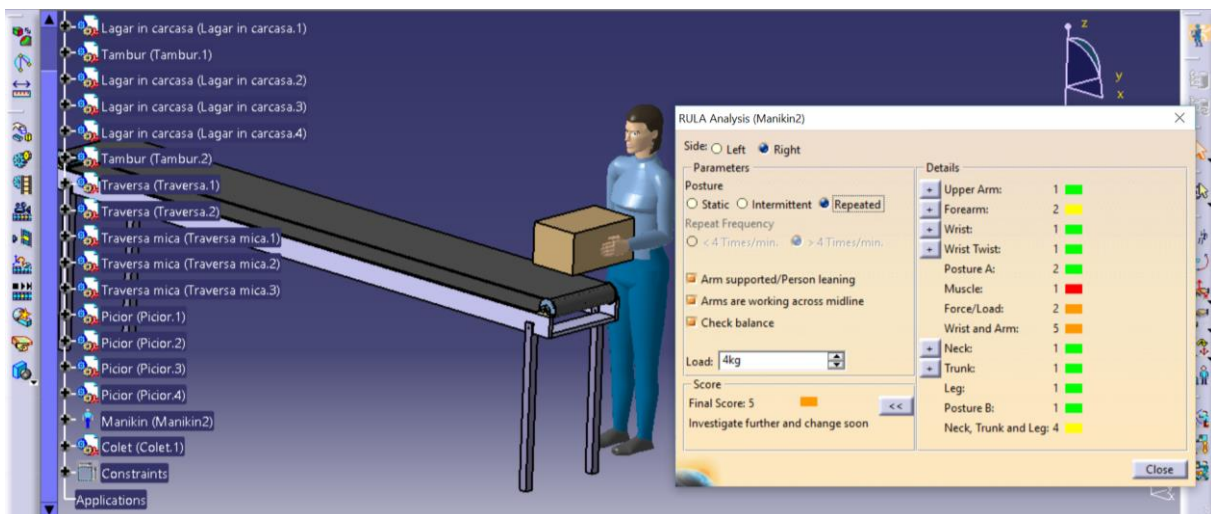 Lagar in carcasa (Lagar in carcasa.1)
Tambur (Tambur.1)
Lagar in carcasa (Lagar in carcasa.2)
Lagar in carcasa (Lagar in carcasa.3)
Lagar in carcasa (Lagar in carcasa.4)
Tambur (Tambur.2)
Traversa (Traversa.1)
Traversa (Traversa.2)
Traversa mica (Traversa mica.1)
Traversa mica (Traversa mica.2)
Traversa mica (Traversa mica.3)
Picior (Picior.1)
Picior (Picior.2)
Picior (Picior.3)
Picior (Picior.4)
Manikin (Manikin2)
Colet (Colet.1)
Constraints
Applications
z
y
x
RULA Analysis (Manikin2)
Side: Left Right
Parameters
Posture
Static Intermittent Repeated
Repeat Frequency
< 4 Times/min. > 4 Times/min.
Arm supported/Person leaning
Arms are working across midline
Check balance
Load: 4kg
Score
Final Score: 5
<<
Investigate further and change soon
Details
+ Upper Arm: 1
+ Forearm: 2
+ Wrist: 1
+ Wrist Twist: 1
Posture A: 2
Muscle: 1
Force/Load: 2
Wrist and Arm: 5
+ Neck: 1
+ Trunk: 1
Leg: 1
Posture B: 1
Neck, Trunk and Leg: 4
Close